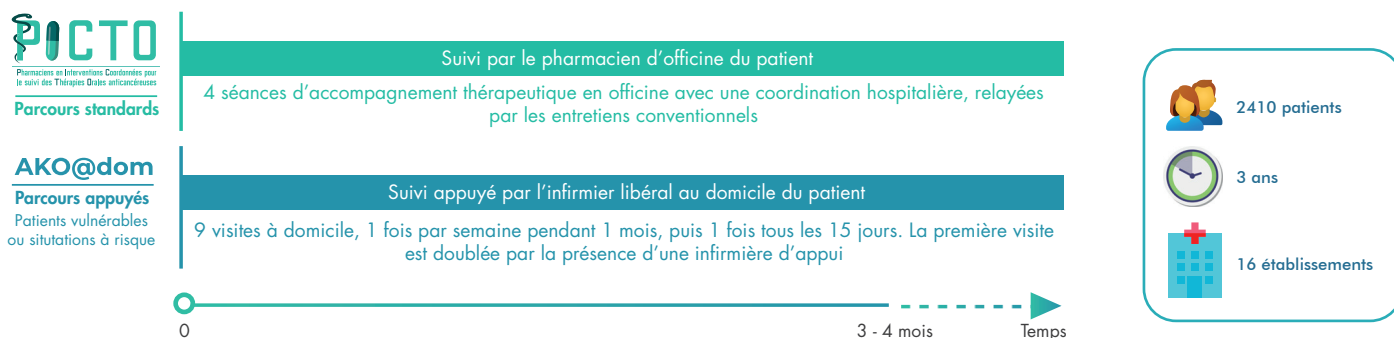 PICTO
Pharmaciens en Interventions Coordonnées pour
le suivi des Thérapies Orales anticancéreuses
Parcours standards
Suivi par le pharmacien d’officine du patient
4 séances d’accompagnement thérapeutique en officine avec une coordination hospitalière, relayées
par les entretiens conventionnels
AKO@dom
Parcours appuyés
Patients vulnérables
ou situtations à risque
Suivi appuyé par l’infirmier libéral au domicile du patient
9 visites à domicile, 1 fois par semaine pendant 1 mois, puis 1 fois tous les 15 jours. La première visite
est doublée par la présence d’une infirmière d’appui
0
3 - 4 mois
Temps
2410 patients
3 ans
16 établissements